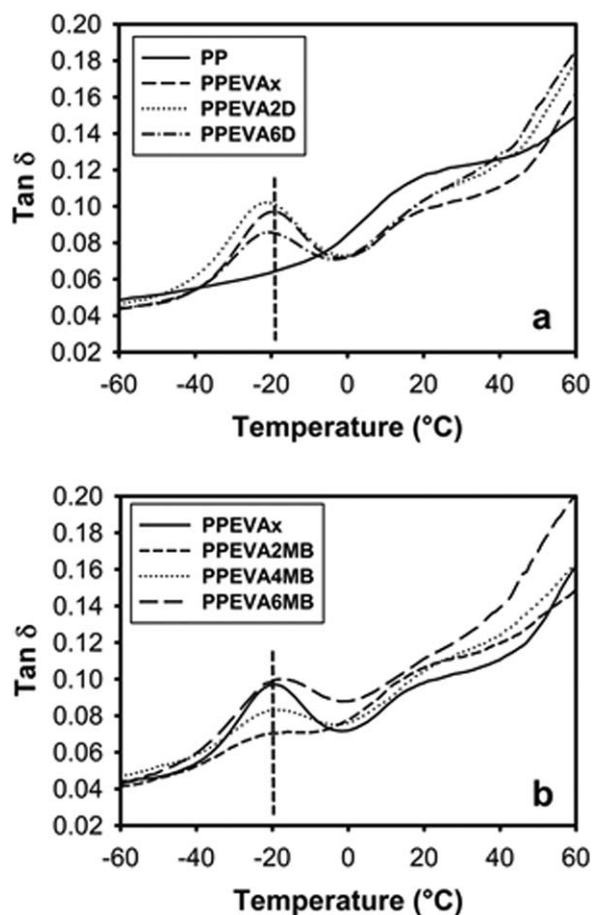 0.20
0.18
0.16
0.14
0.12
0.10
0.08
0.06
0.04
0.02
Tan δ
PP
PPEVAx
PPEVA2D
PPEVA6D
a
-60 -40 -20 0 20 40 60
Temperature (°C)
0.20
0.18
0.16
0.14
0.12
0.10
0.08
0.06
0.04
0.02
Tan δ
PPEVAx
PPEVA2MB
PPEVA4MB
PPEVA6MB
b
-60 -40 -20 0 20 40 60
Temperature (°C)